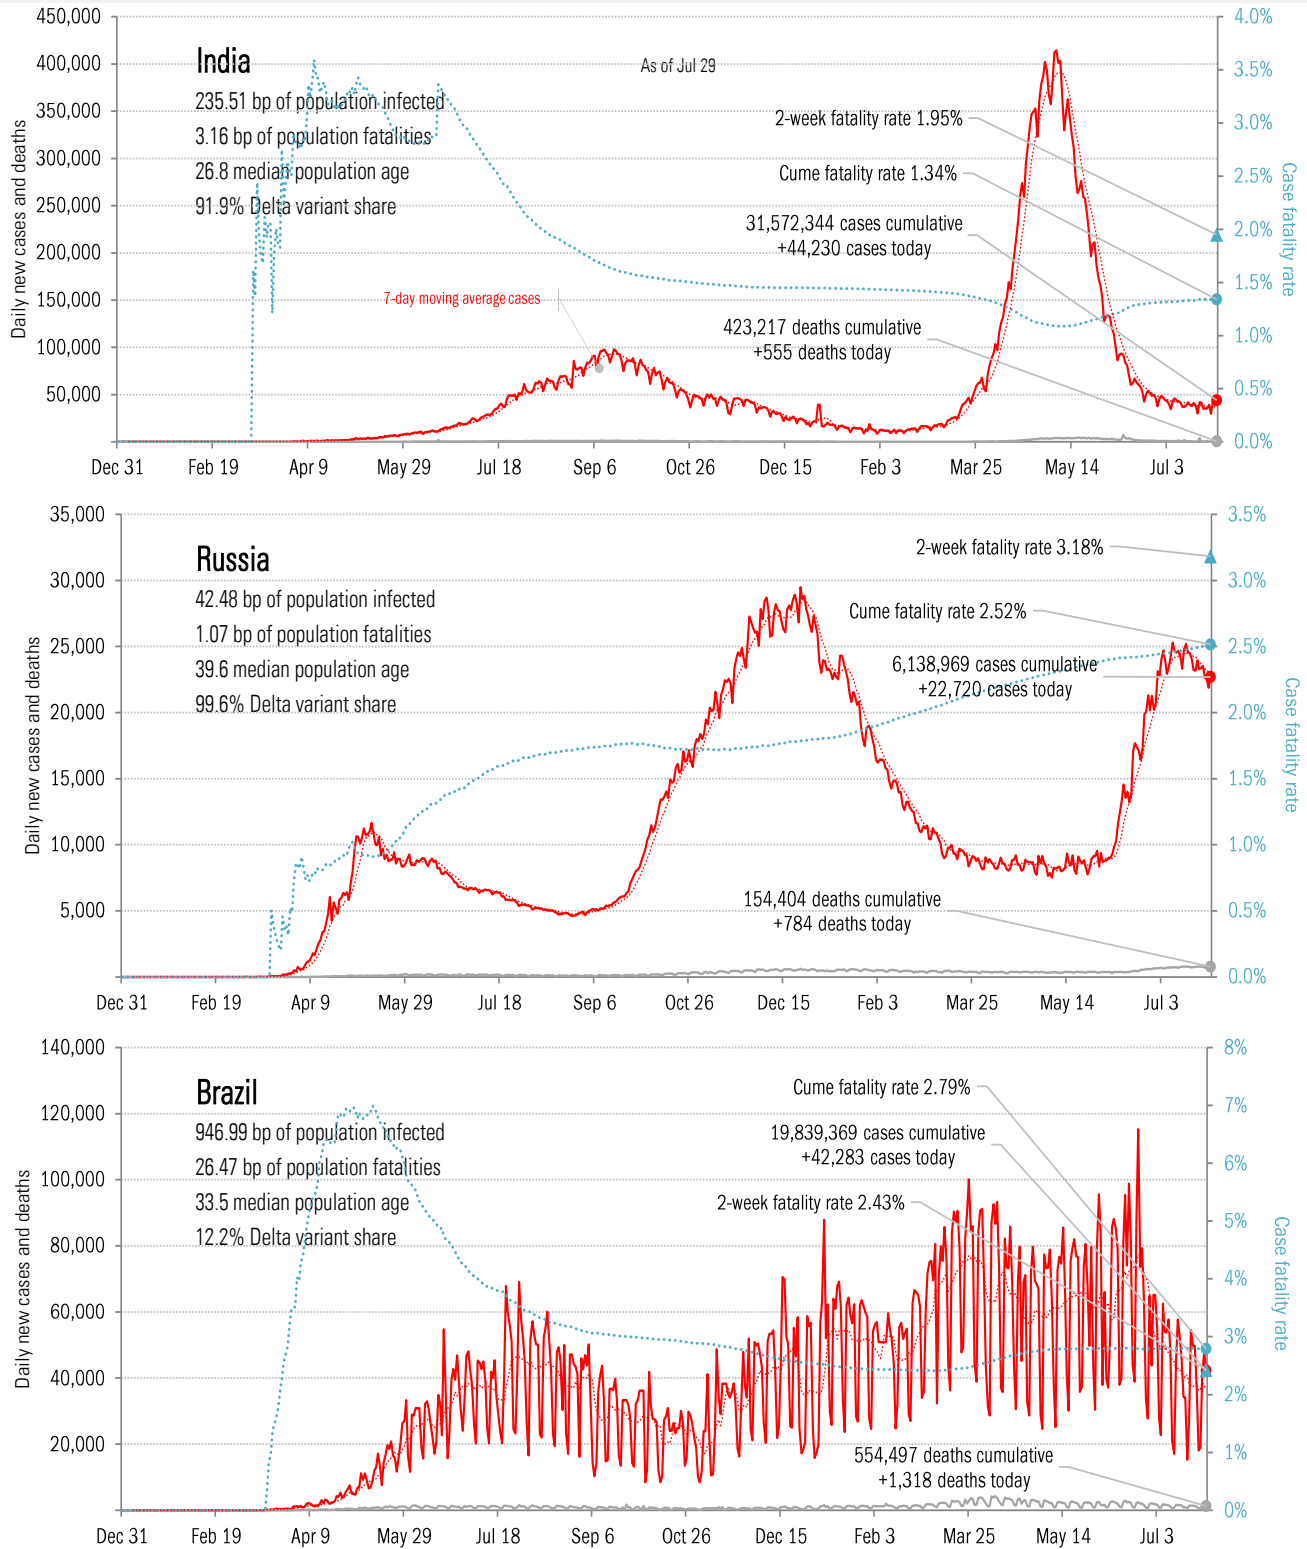 450,000
400,000
350,000
300,000
250,000
200,000
150,000
100,000
50,000
Daily new cases and deaths
India
235.51 bp of population infected
3.16 bp of population fatalities
26.8 median population age
91.9% Delta variant share
As of Jul 29
7-day moving average cases
2-week fatality rate 1.95%
Cume fatality rate 1.34%
31,572,344 cases cumulative
+44,230 cases today
423,217 deaths cumulative
+555 deaths today
4.0%
3.5%
3.0%
2.5%
2.0%
1.5%
1.0%
0.5%
0.0%
Case fatality rate
Dec 31 Feb 19 Apr 9 May 29 Jul 18 Sep 6 Oct 26 Dec 15 Feb 3 Mar 25 May 14 Jul 3
35,000
30,000
25,000
20,000
15,000
10,000
5,000
Daily new cases and deaths
Russia
42.48 bp of population infected
1.07 bp of population fatalities
39.6 median population age
99.6% Delta variant share
2-week fatality rate 3.18%
Cume fatality rate 2.52%
6,138,969 cases cumulative
+22,720 cases today
154,404 deaths cumulative
+784 deaths today
3.5%
3.0%
2.5%
2.0%
1.5%
1.0%
0.5%
0.0%
Case fatality rate
Dec 31 Feb 19 Apr 9 May 29 Jul 18 Sep 6 Oct 26 Dec 15 Feb 3 Mar 25 May 14 Jul 3
140,000
120,000
100,000
80,000
60,000
40,000
20,000
Daily new cases and deaths
Brazil
946.99 bp of population infected
26.47 bp of population fatalities
33.5 median population age
12.2% Delta variant share
Cume fatality rate 2.79%
19,839,369 cases cumulative
+42,283 cases today
2-week fatality rate 2.43%
554,497 deaths cumulative
+1,318 deaths today
8%
7%
6%
5%
4%
3%
2%
1%
0%
Case fatality rate
Dec 31 Feb 19 Apr 9 May 29 Jul 18 Sep 6 Oct 26 Dec 15 Feb 3 Mar 25 May 14 Jul 3